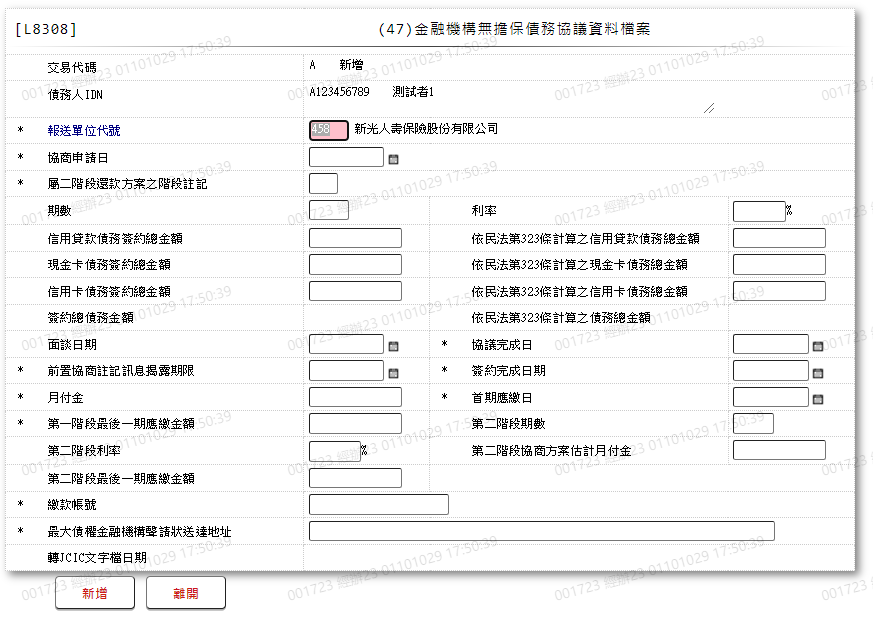 [L8308] (47)金融機構無擔保債務協議資料檔案
交易代碼 A 新增
債務人IDN A123456789 測試者1
* 報送單位代號 458 新光人壽保險股份有限公司
* 協商申請日
* 屬二階段還款方案之階段註記
期數 利率 %
信用貸款債務簽約總金額 依民法第323條計算之信用貸款債務總金額
現金卡債務簽約總金額 依民法第323條計算之現金卡債務總金額
信用卡債務簽約總金額 依民法第323條計算之信用卡債務總金額
簽約總債務金額 依民法第323條計算之債務總金額
面談日期 * 協議完成日
* 前置協商註記訊息揭露期限 * 簽約完成日期
* 月付金 * 首期應繳日
* 第一階段最後一期應繳金額 第二階段期數
第二階段利率 % 第二階段協商方案估計月付金
第二階段最後一期應繳金額
* 繳款帳號
* 最大債權金融機構聲請狀送達地址
轉JCIC文字檔日期
新增 離開
001723 經辦23 01101029 17:50:39